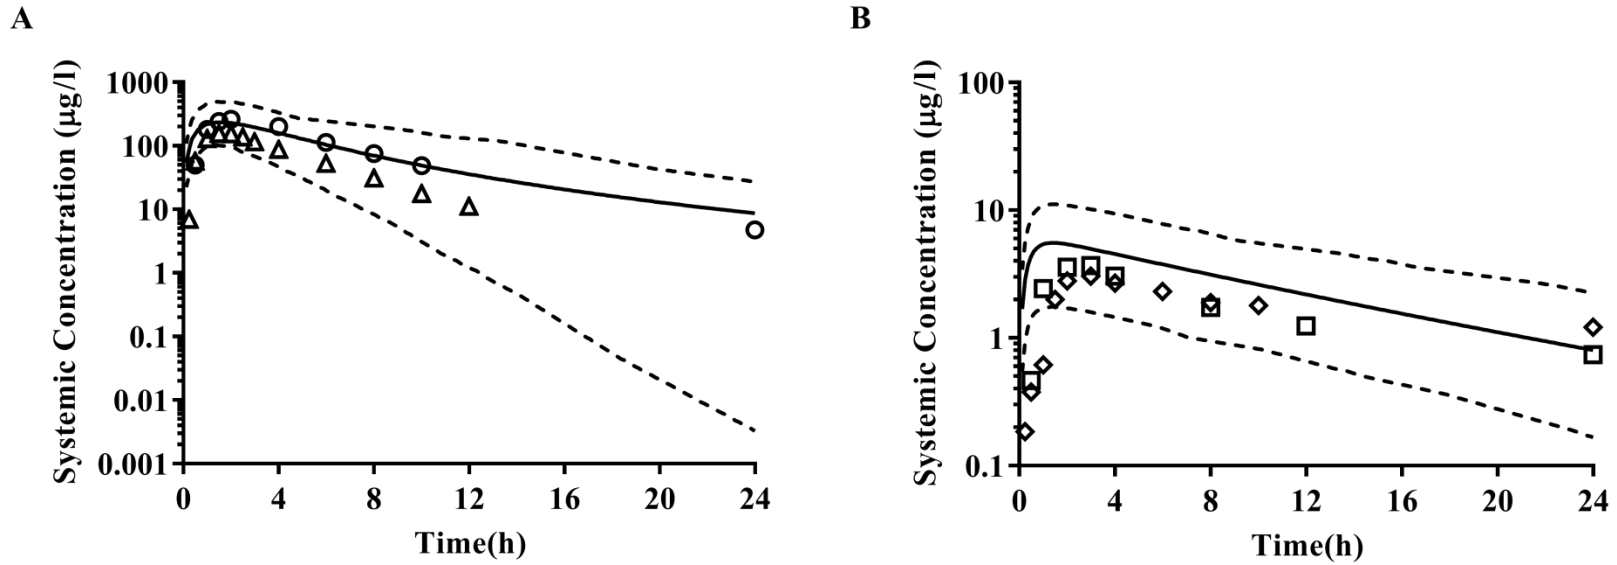 A
Systemic Concentration (µg/l)
1000
100
10
1
0.1
0.01
0.001
0 4 8 12 16 20 24
Time(h)
B
Systemic Concentration (µg/l)
100
10
1
0.1
0 4 8 12 16 20 24
Time(h)